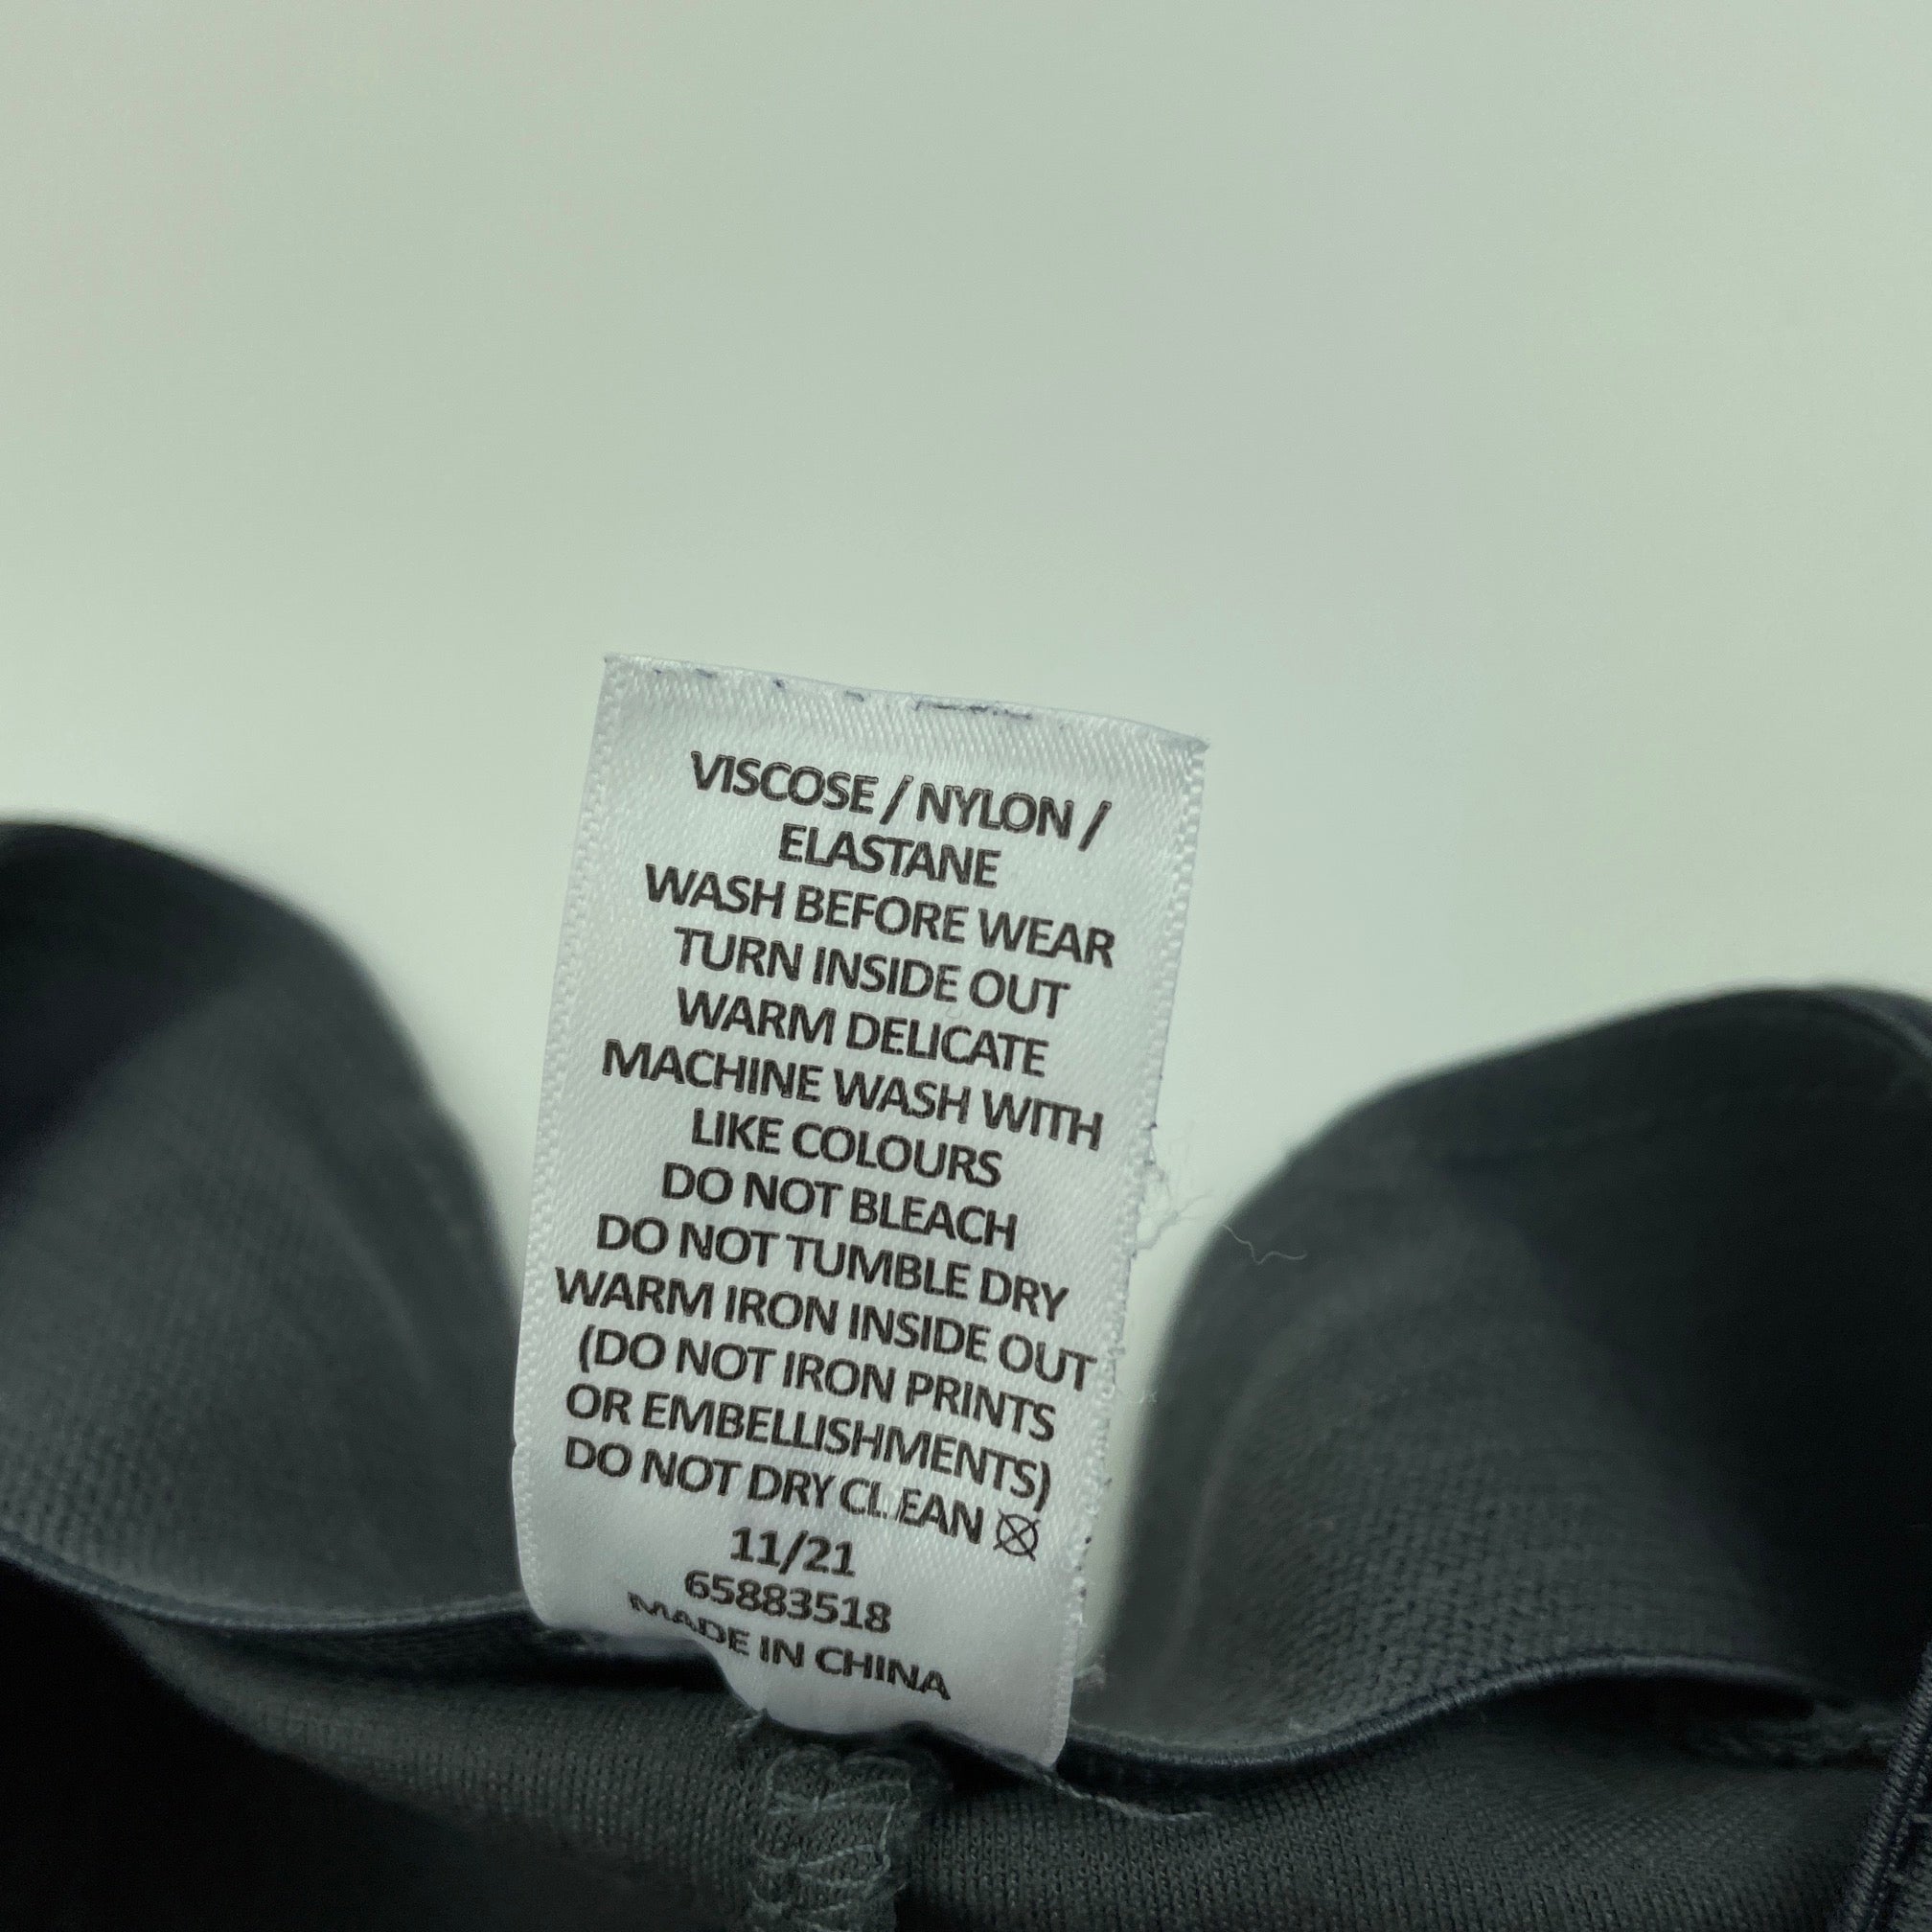 VISCOSE / NYLON /
ELASTANE
WASH BEFORE WEAR
TURN INSIDE OUT
WARM DELICATE
MACHINE WASH WITH
LIKE COLOURS
DO NOT BLEACH
DO NOT TUMBLE DRY
WARM IRON INSIDE OUT
(DO NOT IRON PRINTS
OR EMBELLISHMENTS)
DO NOT DRY CLEAN
11/21
65883518
MADE IN CHINA